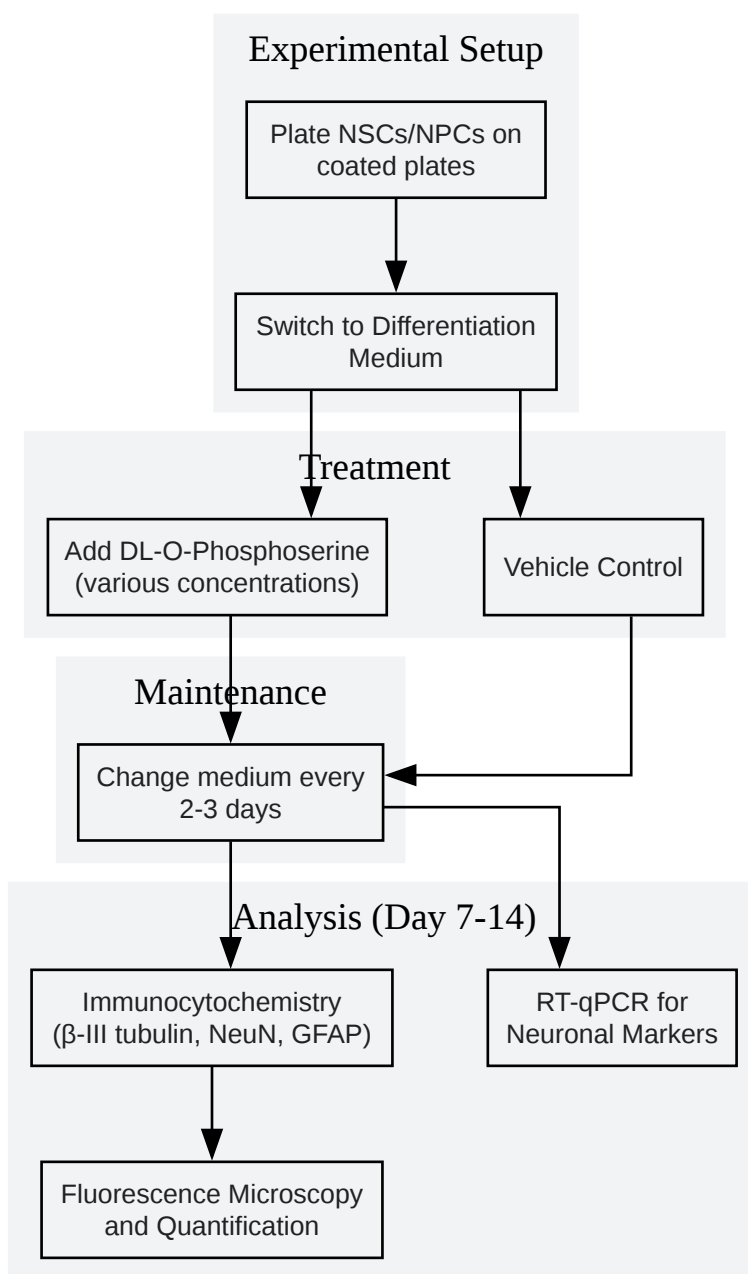 Experimental Setup
Plate NSCs/NPCs on
coated plates
Switch to Differentiation
Medium
Treatment
Add DL-O-Phosphoserine
(various concentrations)
Vehicle Control
Maintenance
Change medium every
2-3 days
Analysis (Day 7-14)
Immunocytochemistry
(β-III tubulin, NeuN, GFAP)
RT-qPCR for
Neuronal Markers
Fluorescence Microscopy
and Quantification